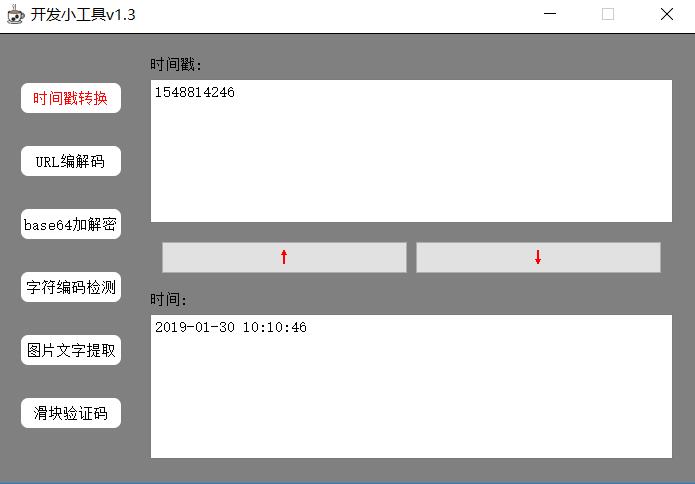 开发小工具v1.3
时间戳转换
URL编解码
base64加解密
字符编码检测
图片文字提取
滑块验证码
时间戳:
1548814246
↑
↓
时间:
2019-01-30 10:10:46